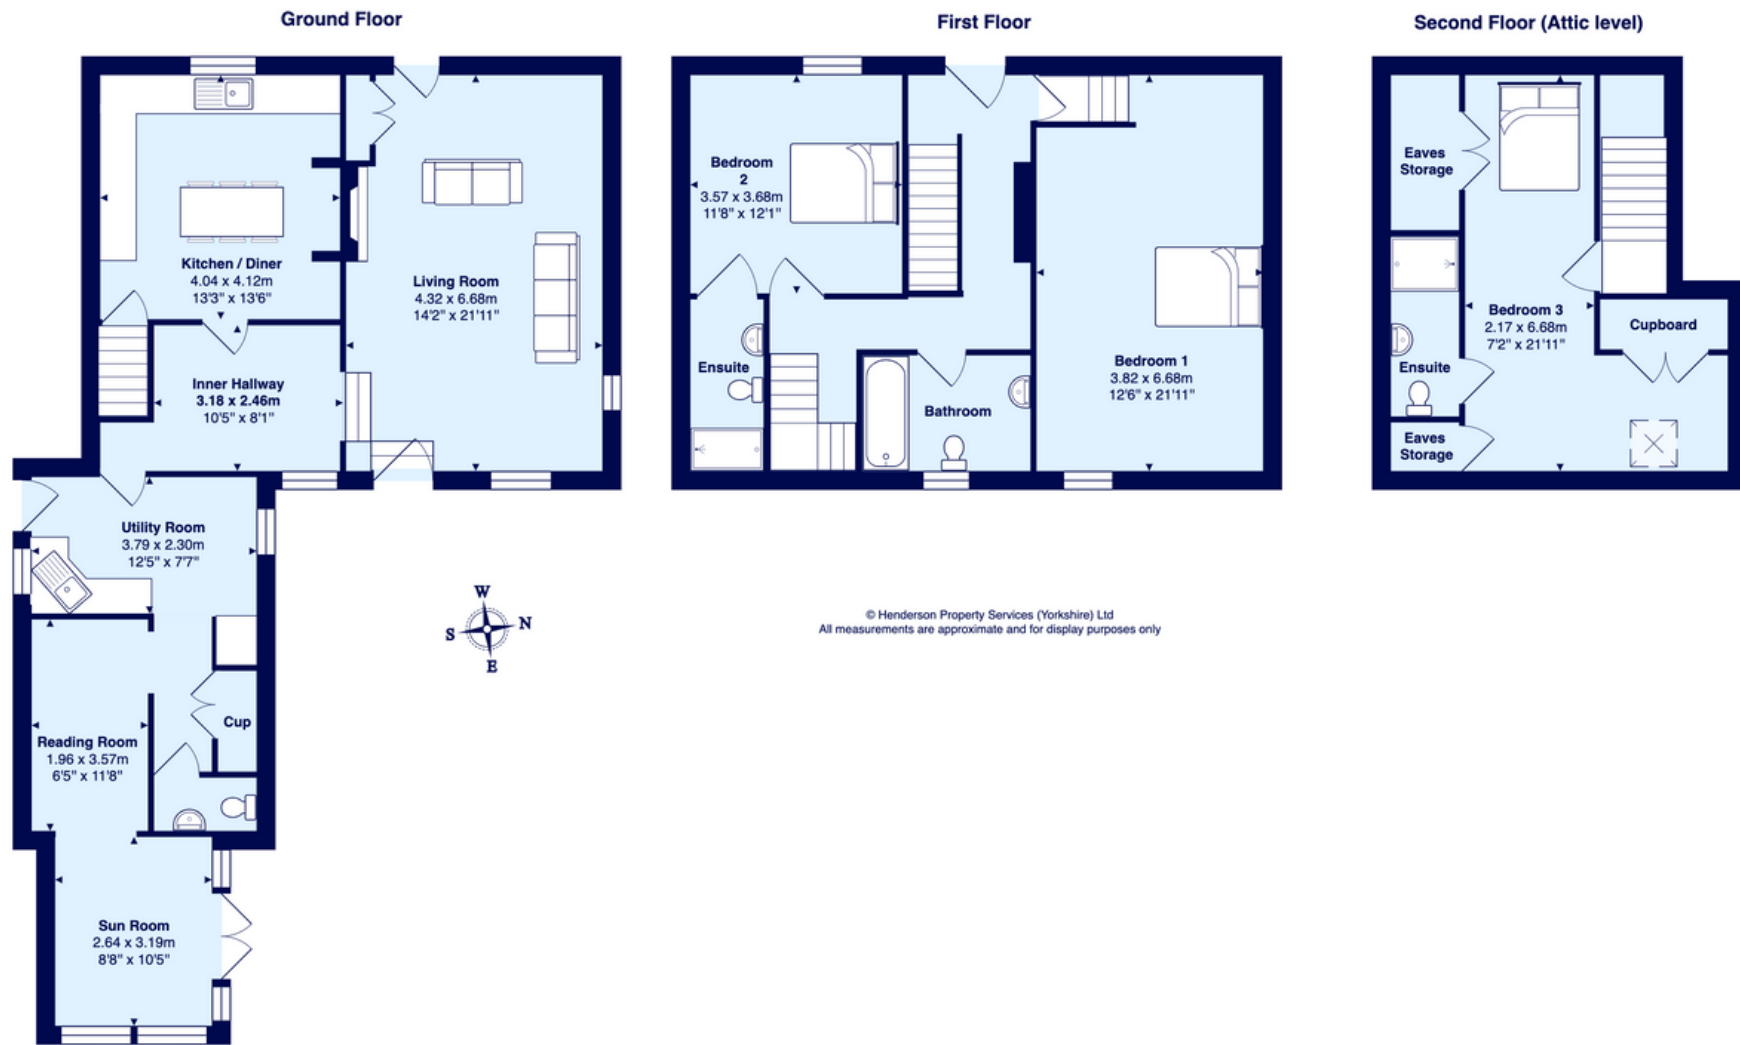 Ground Floor
First Floor
Second Floor (Attic level)
Kitchen / Diner
4.04 x 4.12m
13'3" x 13'6"
Living Room
4.32 x 6.68m
14'2" x 21'11"
Inner Hallway
3.18 x 2.46m
10'5" x 8'1"
Utility Room
3.79 x 2.30m
12'5" x 7'7"
Cup
Reading Room
1.96 x 3.57m
6'5" x 11'8"
Sun Room
2.64 x 3.19m
8'8" x 10'5"
Bedroom
2
3.57 x 3.68m
11'8" x 12'1"
Ensuite
Bathroom
Bedroom 1
3.82 x 6.68m
12'6" x 21'11"
Eaves
Storage
Bedroom 3
2.17 x 6.68m
7'2" x 21'11"
Cupboard
Ensuite
Eaves
Storage
W
S N
E
© Henderson Property Services (Yorkshire) Ltd
All measurements are approximate and for display purposes only